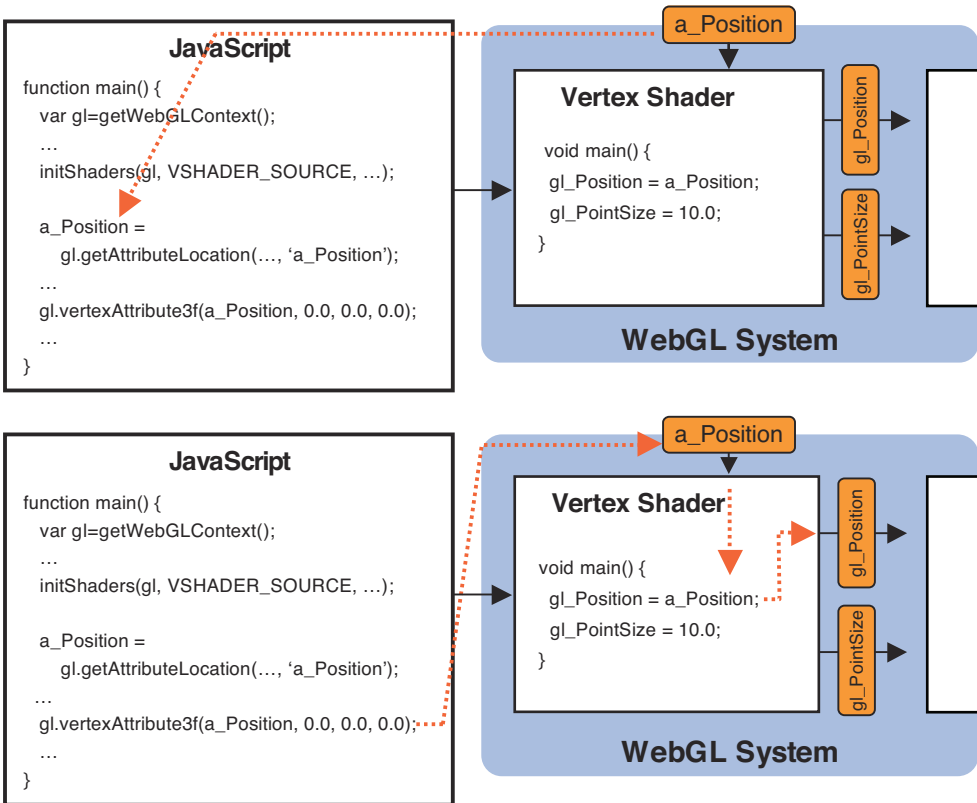 a_Position
JavaScript
function main() {
var gl=getWebGLContext();
…
initShaders(gl, VSHADER_SOURCE, …);
a_Position =
gl.getAttributeLocation(…, ‘a_Position’);
…
gl.vertexAttribute3f(a_Position, 0.0, 0.0, 0.0);
…
}
Vertex Shader
void main() {
gl_Position = a_Position;
gl_PointSize = 10.0;
}
gl_Position
gl_PointSize
WebGL System
a_Position
JavaScript
function main() {
var gl=getWebGLContext();
…
initShaders(gl, VSHADER_SOURCE, …);
a_Position =
gl.getAttributeLocation(…, ‘a_Position’);
…
gl.vertexAttribute3f(a_Position, 0.0, 0.0, 0.0);
…
}
Vertex Shader
void main() {
gl_Position = a_Position;
gl_PointSize = 10.0;
}
gl_Position
gl_PointSize
WebGL System